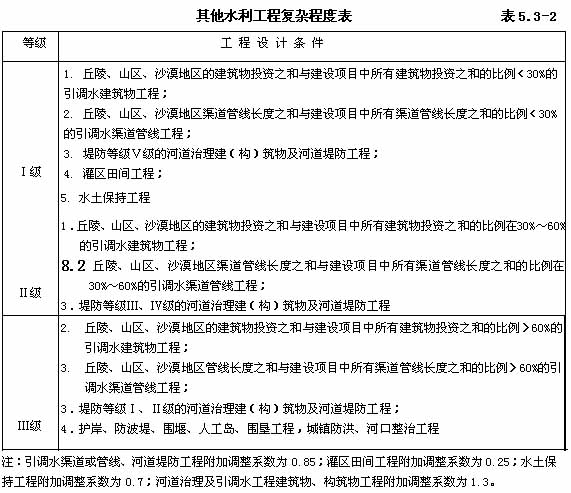 其他水利工程复杂程度表 表5.3-2
等级 工 程 设 计 条 件
1. 丘陵、山区、沙漠地区的建筑物投资之和与建设项目中所有建筑物投资之和的比例<30%的
引调水建筑物工程；
2. 丘陵、山区、沙漠地区渠道管线长度之和与建设项目中所有渠道管线长度之和的比例<30%
的引调水渠道管线工程；
3. 堤防等级Ⅴ级的河道治理建（构）筑物及河道堤防工程；
Ⅰ级
4. 灌区田间工程；
5. 水土保持工程
1.丘陵、山区、沙漠地区的建筑物投资之和与建设项目中所有建筑物投资之和的比例在30%～60%
的引调水建筑物工程；
8.2 丘陵、山区、沙漠地区渠道管线长度之和与建设项目中所有渠道管线长度之和的比例在
Ⅱ级
30%～60%的引调水渠道管线工程；
3.堤防等级Ⅲ、Ⅳ级的河道治理建（构）筑物及河道堤防工程
2. 丘陵、山区、沙漠地区的建筑物投资之和与建设项目中所有建筑物投资之和的比例>60%的
引调水建筑物工程；
3. 丘陵、山区、沙漠地区管线长度之和与建设项目中所有渠道管线长度之和的比例>60%的引
调水渠道管线工程；
3.堤防等级Ⅰ、Ⅱ级的河道治理建（构）筑物及河道堤防工程；
Ⅲ级
4.护岸、防波堤、围堰、人工岛、围垦工程，城镇防洪、河口整治工程
注：引调水渠道或管线、河道堤防工程附加调整系数为0.85；灌区田间工程附加调整系数为0.25；水土保
持工程附加调整系数为0.7；河道治理及引调水工程建筑物、构筑物工程附加调整系数为1.3。